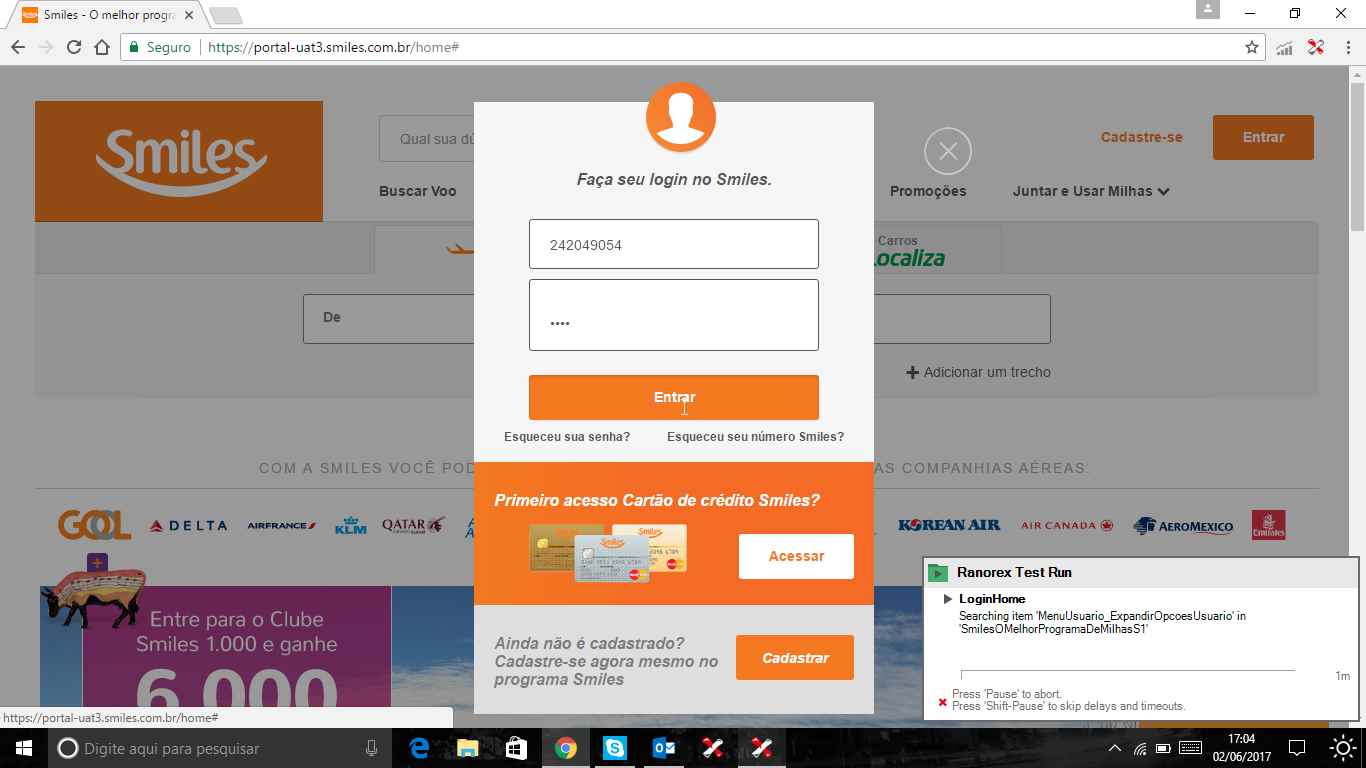 Smiles - O melhor progra
Seguro
https://portal-uat3.smiles.com.br/home#
Smiles
Qual sua dú
Cadastre-se
Entrar
Buscar Voo
Promoções
Juntar e Usar Milhas
Carros
Localiza
De
Adicionar um trecho
Faça seu login no Smiles.
242049054
••••
Entrar
Esqueceu sua senha?
Esqueceu seu número Smiles?
COM A SMILES VOCÊ POD
AS COMPANHIAS AÉREAS:
GOL
DELTA
AIRFRANCE
KLM
QATAR
KOREAN AIR
AIR CANADA
AEROMEXICO
Emirates
Primeiro acesso Cartão de crédito Smiles?
Smiles
Smiles
Acessar
Ainda não é cadastrado?
Cadastre-se agora mesmo no
programa Smiles
Cadastrar
Entre para o Clube
Smiles 1.000 e ganhe
6.000
Ranorex Test Run
LoginHome
Searching item 'MenuUsuario_ExpandirOpcoesUsuario' in
'SmilesOMelhorProgramaDeMilhasS1'
1m
Press 'Pause' to abort.
Press 'Shift-Pause' to skip delays and timeouts.
https://portal-uat3.smiles.com.br/home#
Digite aqui para pesquisar
17:04
02/06/2017